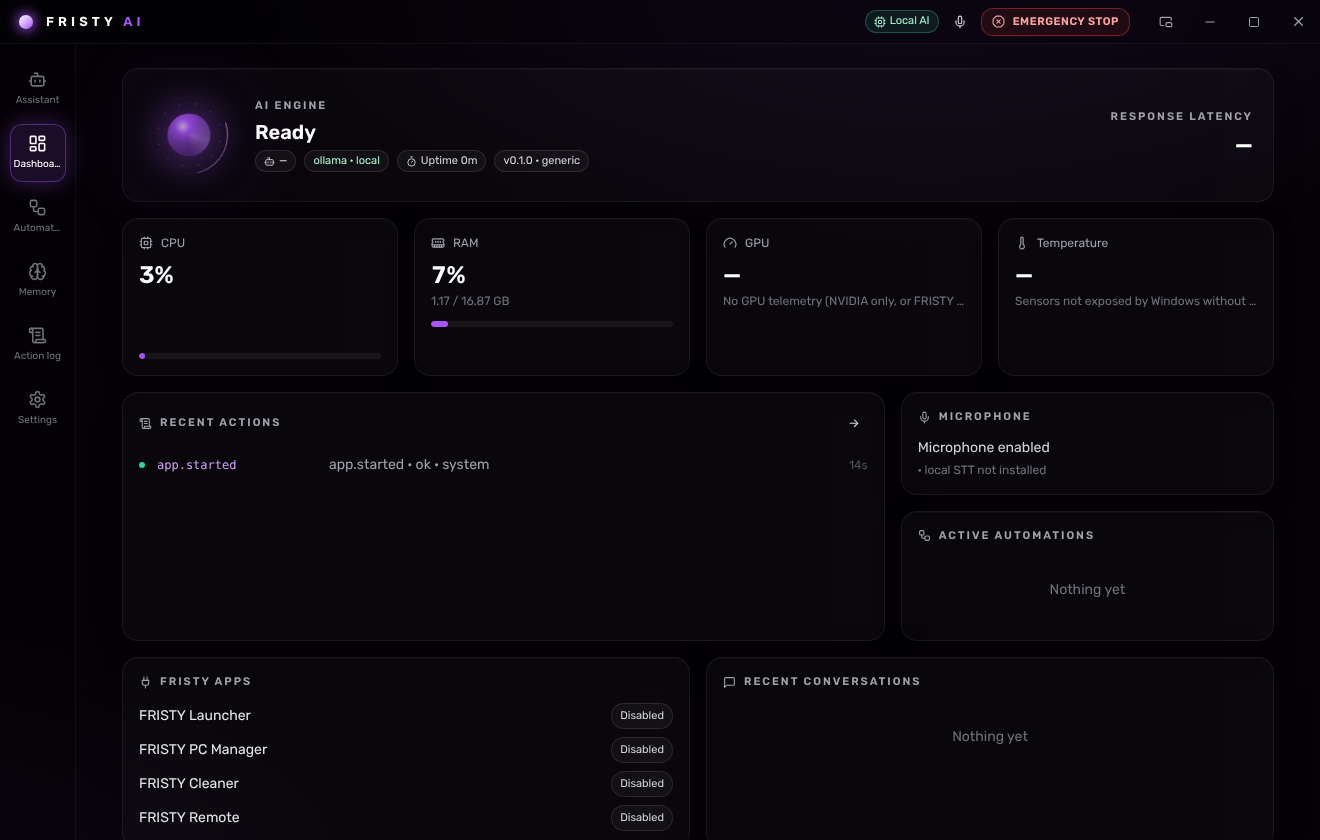 FRISTY AI
Local AI
EMERGENCY STOP
Assistant
Dashboa...
Automat...
Memory
Action log
Settings
AI ENGINE
Ready
—
ollama • local
Uptime 0m
v0.1.0 • generic
RESPONSE LATENCY
—
CPU
3%
RAM
7%
1.17 / 16.87 GB
GPU
—
No GPU telemetry (NVIDIA only, or FRISTY ...
Temperature
—
Sensors not exposed by Windows without ...
RECENT ACTIONS
app.started app.started • ok • system 14s
MICROPHONE
Microphone enabled
• local STT not installed
ACTIVE AUTOMATIONS
Nothing yet
FRISTY APPS
FRISTY Launcher Disabled
FRISTY PC Manager Disabled
FRISTY Cleaner Disabled
FRISTY Remote Disabled
RECENT CONVERSATIONS
Nothing yet